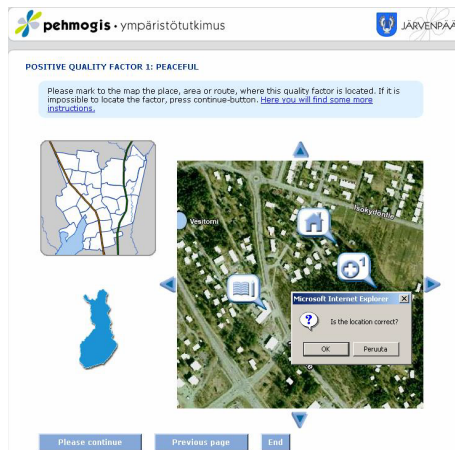 pehmogis · ympäristötutkimus
JÄRVENPÄÄ
POSITIVE QUALITY FACTOR 1: PEACEFUL
Please mark to the map the place, area or route, where this quality factor is located. If it is
impossible to locate the factor, press continue-button. Here you will find some more
instructions.
Isokydöntie
Vesitorni
1
Microsoft Internet Explorer
Is the location correct?
OK
Peruuta
Please continue
Previous page
End